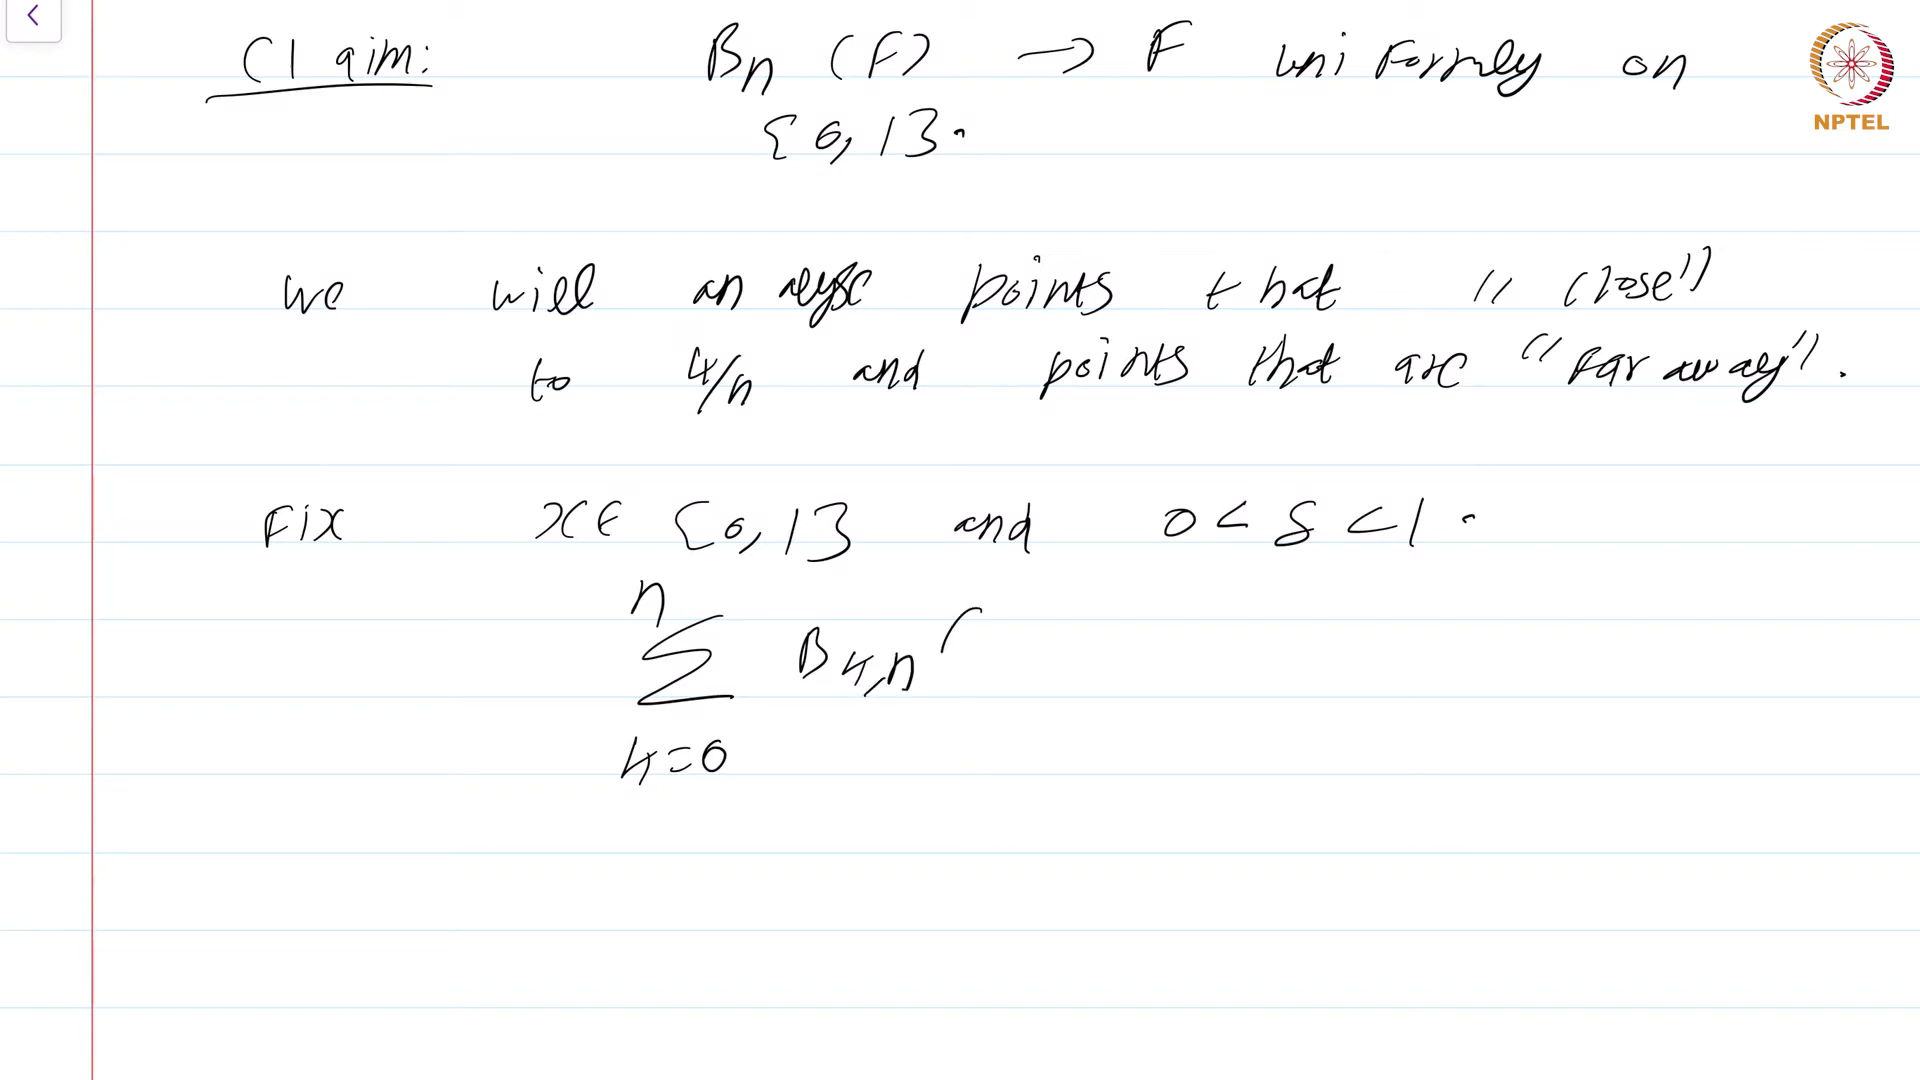 Claim: Bn (F) → F uniformly on
[0, 1].
NPTEL
we will analyse points that "close"
to k/n and points that are "far away".
Fix x ∈ [0, 1] and 0 < δ < 1.
n
∑ B k,n (
k=0